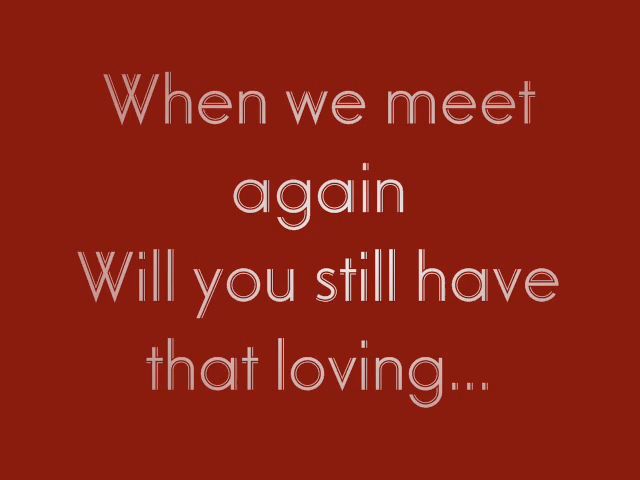 When we meet
again
Will you still have
that loving...